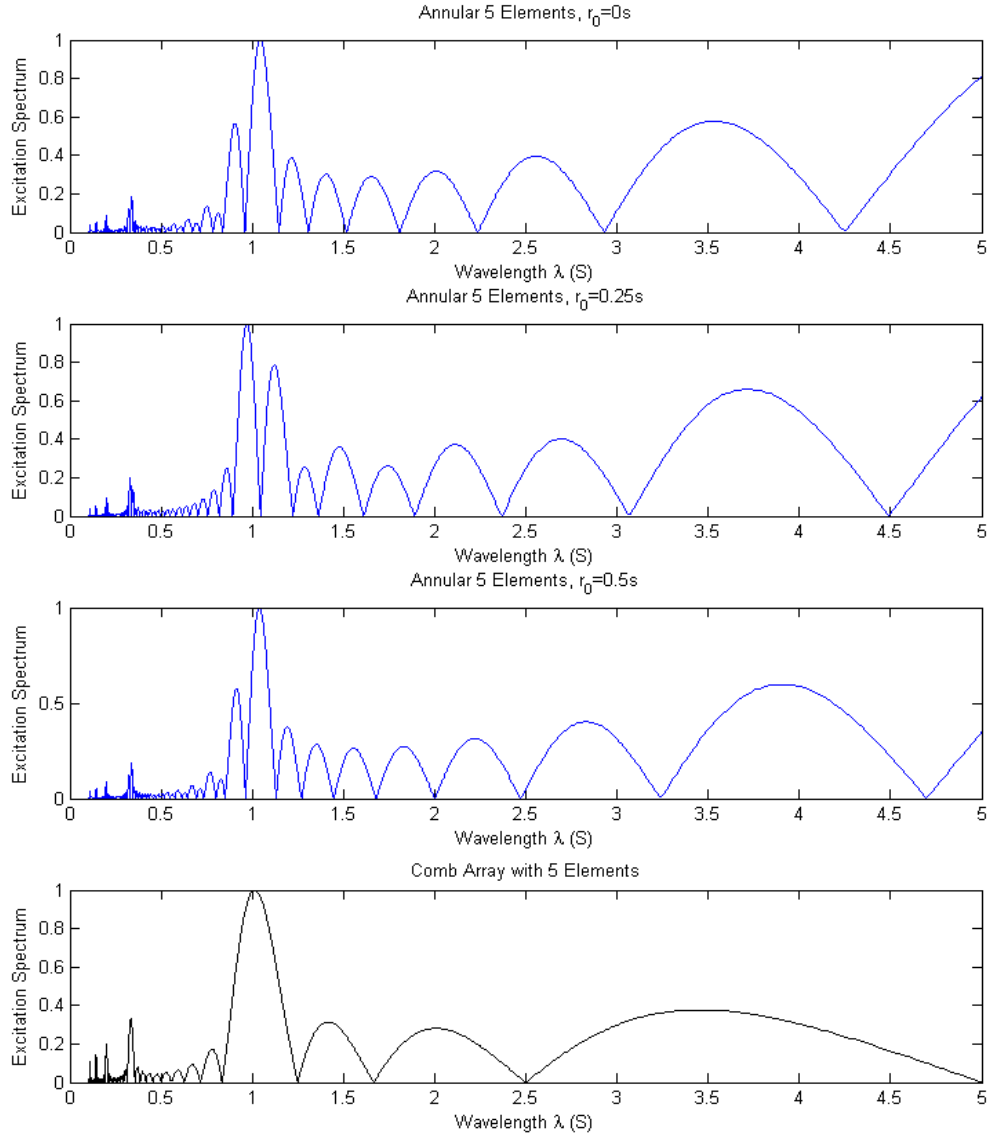 Annular 5 Elements, r0=0s
1
0.8
0.6
0.4
0.2
0
Excitation Spectrum
0 0.5 1 1.5 2 2.5 3 3.5 4 4.5 5
Wavelength λ (S)
Annular 5 Elements, r0=0.25s
1
0.8
0.6
0.4
0.2
0
Excitation Spectrum
0 0.5 1 1.5 2 2.5 3 3.5 4 4.5 5
Wavelength λ (S)
Annular 5 Elements, r0=0.5s
1
0.5
0
Excitation Spectrum
0 0.5 1 1.5 2 2.5 3 3.5 4 4.5 5
Wavelength λ (S)
Comb Array with 5 Elements
1
0.8
0.6
0.4
0.2
0
Excitation Spectrum
0 0.5 1 1.5 2 2.5 3 3.5 4 4.5 5
Wavelength λ (S)